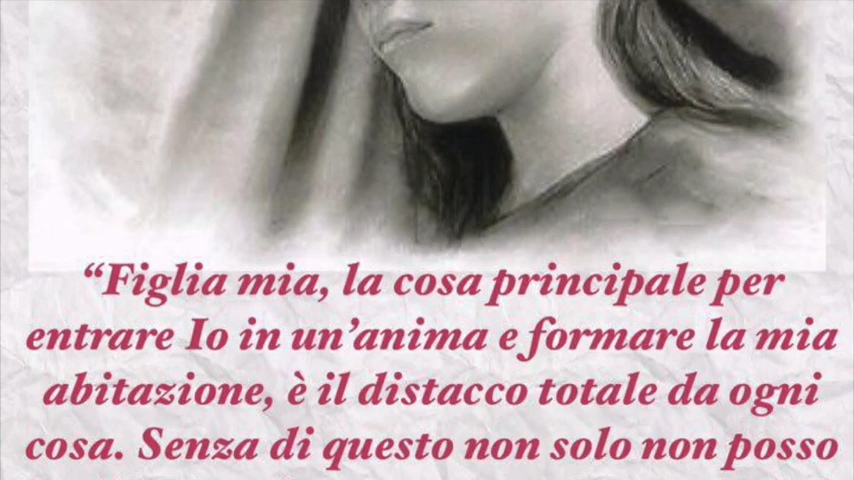 “Figlia mia, la cosa principale per
entrare Io in un’anima e formare la mia
abitazione, è il distacco totale da ogni
cosa. Senza di questo non solo non posso